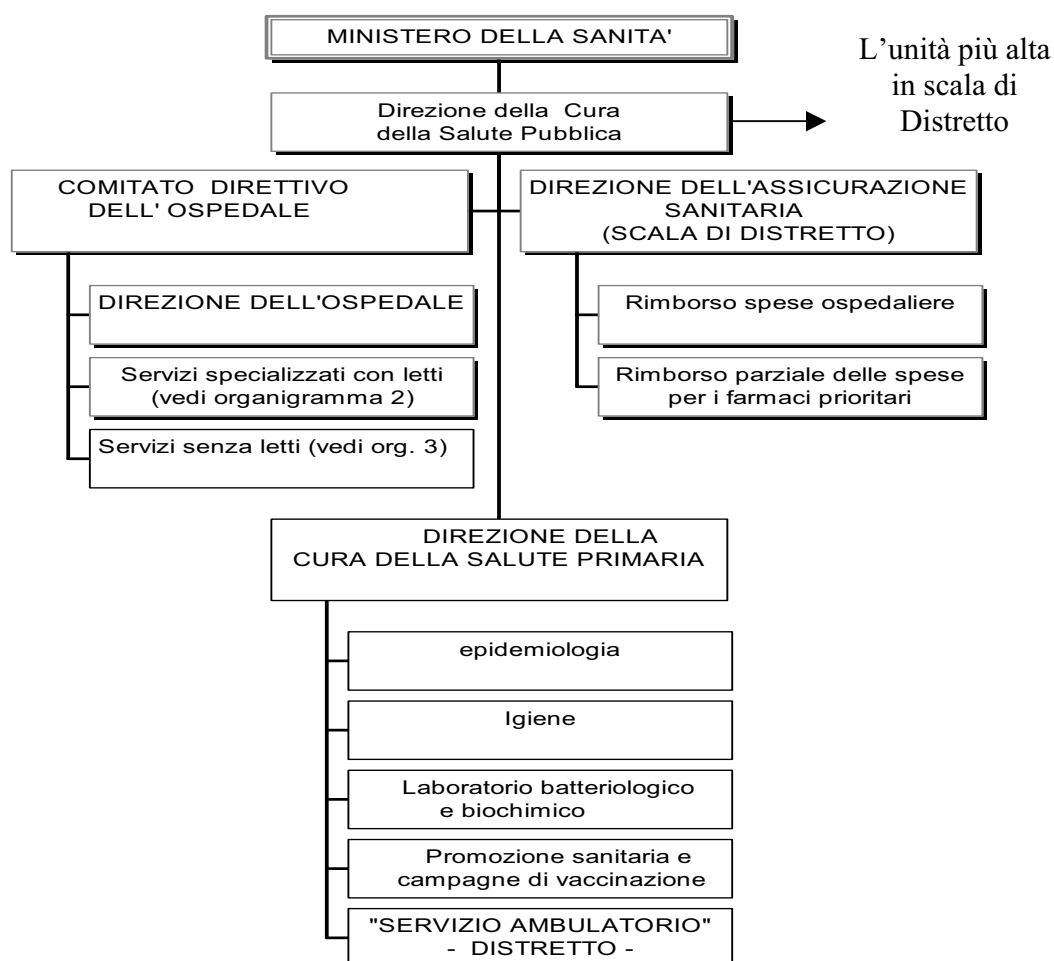 MINISTERO DELLA SANITA'
L'unità più alta
in scala di
Distretto
Direzione della Cura
della Salute Pubblica
COMITATO DIRETTIVO
DELL' OSPEDALE
DIREZIONE DELL'ASSICURAZIONE
SANITARIA
(SCALA DI DISTRETTO)
DIREZIONE DELL'OSPEDALE
Servizi specializzati con letti
(vedi organigramma 2)
Servizi senza letti (vedi org. 3)
Rimborso spese ospedaliere
Rimborso parziale delle spese
per i farmaci prioritari
DIREZIONE DELLA
CURA DELLA SALUTE PRIMARIA
epidemiologia
Igiene
Laboratorio batteriologico
e biochimico
Promozione sanitaria e
campagne di vaccinazione
"SERVIZIO AMBULATORIO"
- DISTRETTO -